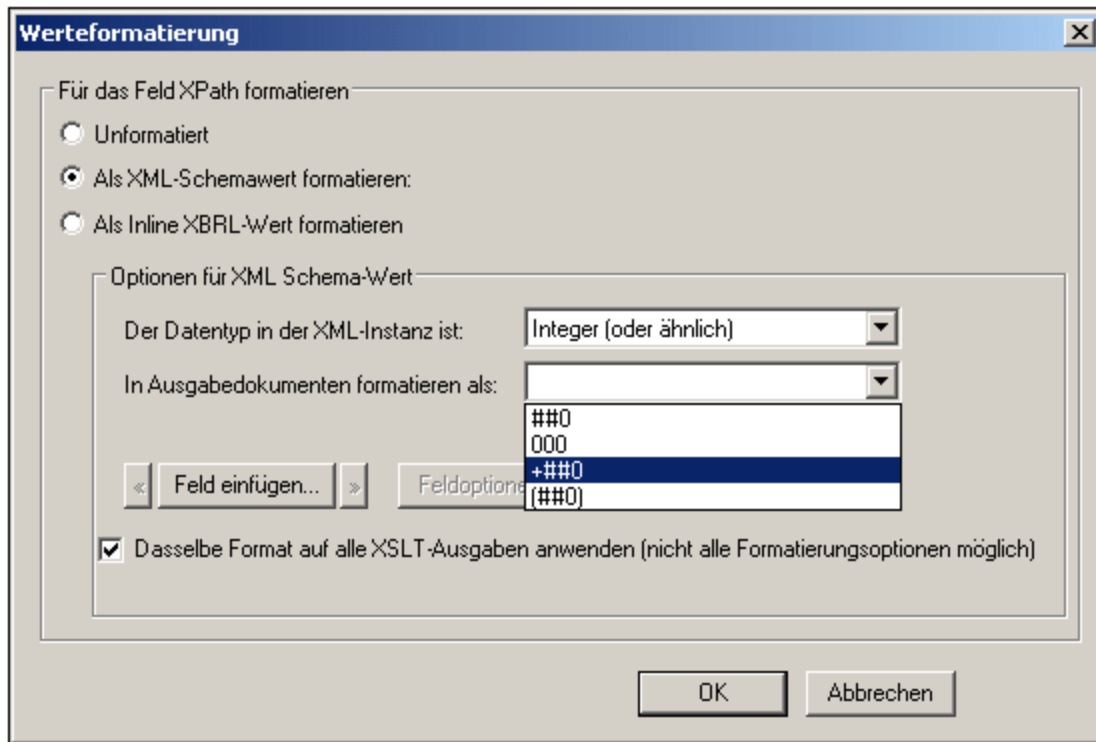 Werteformatierung
Für das Feld XPath formatieren
Unformatiert
Als XML-Schemawert formatieren:
Als Inline XBRL-Wert formatieren
Optionen für XML Schema-Wert
Der Datentyp in der XML-Instanz ist: Integer (oder ähnlich)
In Ausgabedokumenten formatieren als:
##0
000
+##0
(##0)
« Feld einfügen... » Feldoptione
Dasselbe Format auf alle XSLT-Ausgaben anwenden (nicht alle Formatierungsoptionen möglich)
OK Abbrechen